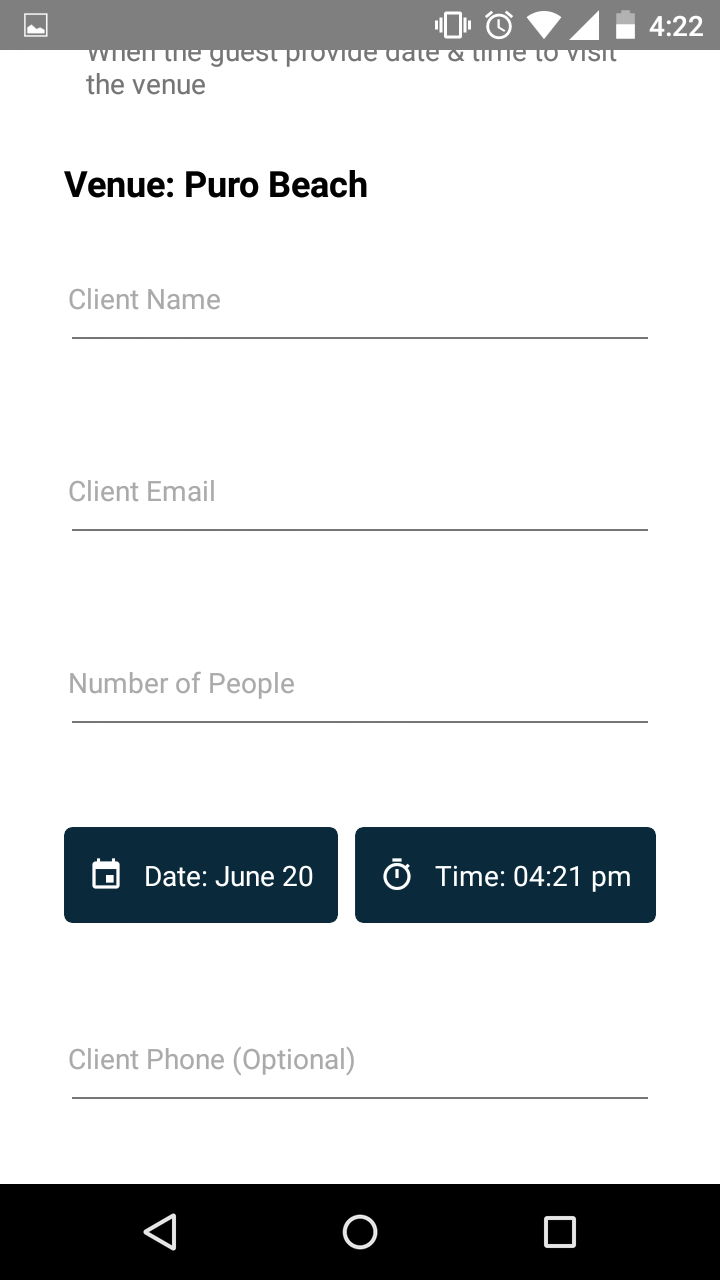 4:22
When the guest provide date & time to visit
the venue
Venue: Puro Beach
Client Name
Client Email
Number of People
Date: June 20
Time: 04:21 pm
Client Phone (Optional)